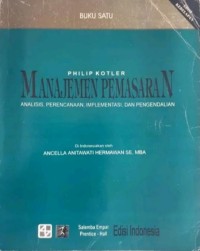 BUKU SATU
PHILIP KOTLER
MANAJEMEN PEMASARAN
ANALISIS, PERENCANAAN, IMPLEMENTASI, DAN PENGENDALIAN
Di Indonesiakan oleh
ANCELLA ANITAWATI HERMAWAN SE, MBA
Salemba Empat
Prentice - Hall
Edisi Indonesia